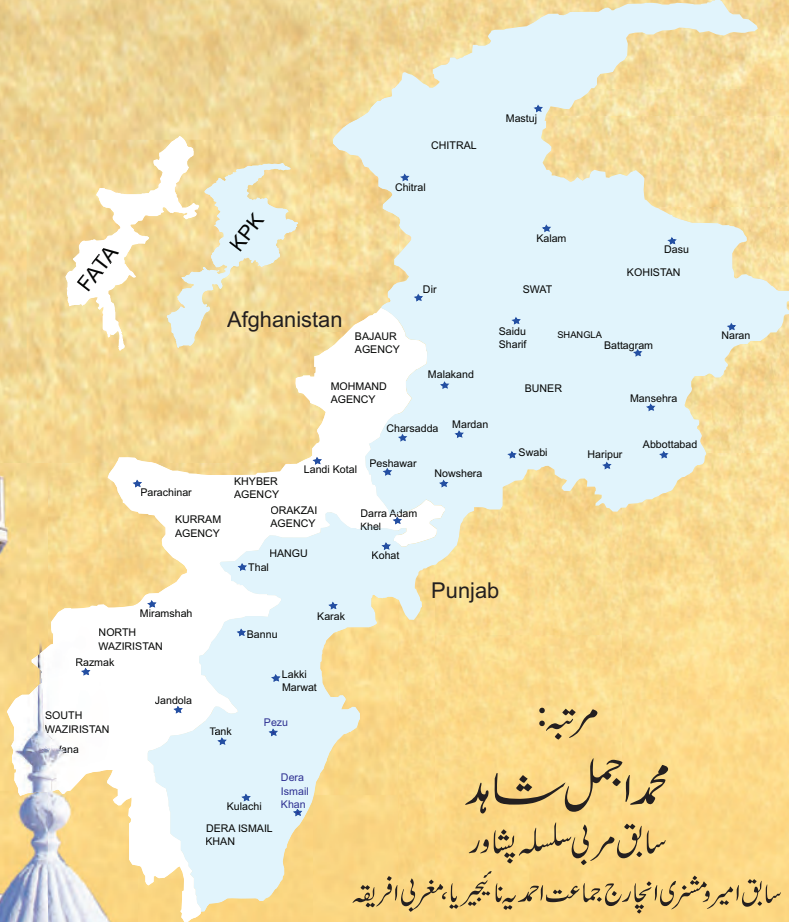 Mastuj
CHITRAL
Chitral
Kalam
Dasu
KOHISTAN
FATA
KPK
Dir
SWAT
Afghanistan
Saidu
Sharif
SHANGLA
Battagram
Naran
BAJAUR
AGENCY
Malakand
BUNER
MOHMAND
AGENCY
Mansehra
Charsadda
Mardan
Swabi
Haripur
Abbottabad
Landi Kotal
Peshawar
Nowshera
Parachinar
KHYBER
AGENCY
KURRAM
AGENCY
ORAKZAI
AGENCY
Darra Adam
Khel
HANGU
Kohat
Thal
Punjab
Miramshah
Karak
NORTH
WAZIRISTAN
Bannu
Razmak
Lakki
Marwat
Jandola
SOUTH
WAZIRISTAN
ana
Tank
Pezu
Dera
Ismail
Khan
Kulachi
DERA ISMAIL
KHAN
مرتبہ:
محمد اجمل شاہد
سابق مربی سلسلہ پشاور
سابق امیر و مشنری انچارج جماعت احمدیہ نائیجیریا، مغربی افریقہ